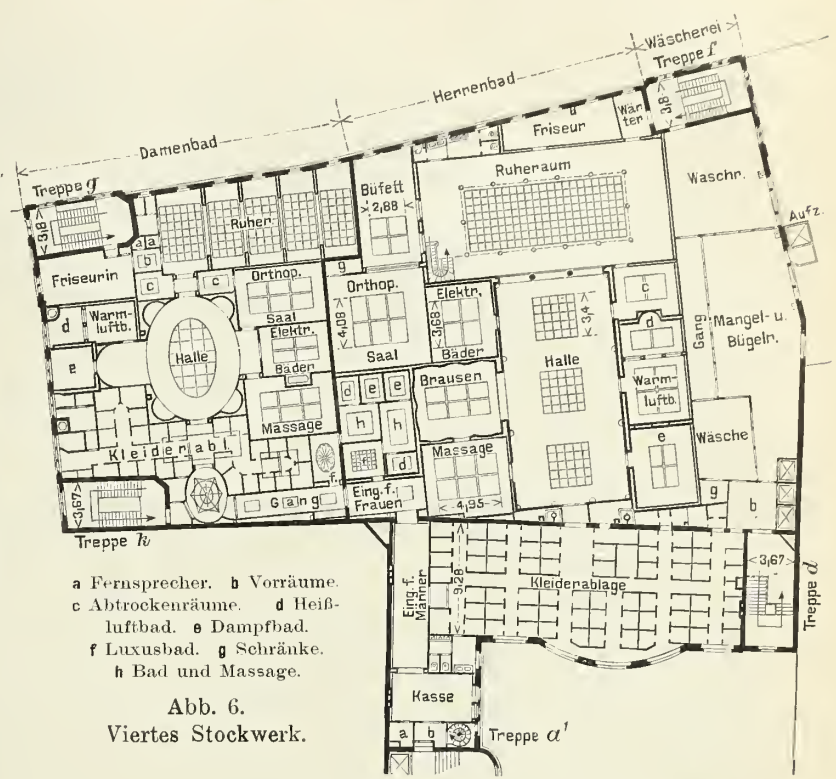 Wäscherei
Treppe f
Herrenbad
Damenbad
Treppe g
3,8
Friseurin
Ruher.
a a
b
c
c
d
Warm-
luftb.
e
Halle
Orthop.
Saal
Elektr.
Bäder
Massage
Kleiderabl.
3,67
Treppe h
Gang
f
Eing. f.
Frauen
Büfett
2,88
g
Orthop.
4,08
Saal
Elektr.
3,68
Bäder
d e e
h h
d
Brausen
Massage
4,95
Friseur
Wär-
ter
3,8
Ruheraum
Halle
3,4
c
d
Warm-
luftb.
e
Waschr.
Aufz.
Gang
Mangel- u.
Bügelr.
Wäsche
g
b
Eing. f.
Männer
9,28
Kleiderablage
3,67
Treppe d
Kasse
a b
Treppe a¹
a Fernsprecher. b Vorräume.
c Abtrockenräume. d Heiß-
luftbad. e Dampfbad.
f Luxusbad. g Schränke.
h Bad und Massage.
Abb. 6.
Viertes Stockwerk.